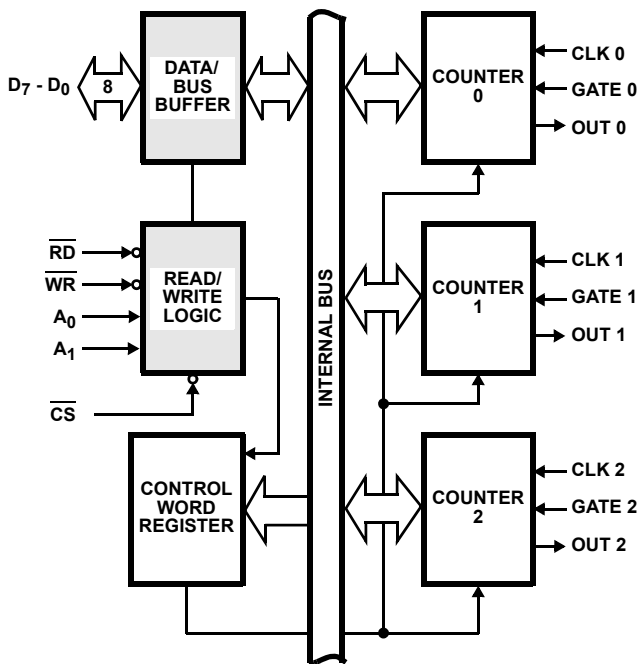 D7 - D0
8
DATA/
BUS
BUFFER
RD
WR
A0
A1
CS
READ/
WRITE
LOGIC
CONTROL
WORD
REGISTER
INTERNAL BUS
COUNTER
0
CLK 0
GATE 0
OUT 0
COUNTER
1
CLK 1
GATE 1
OUT 1
COUNTER
2
CLK 2
GATE 2
OUT 2